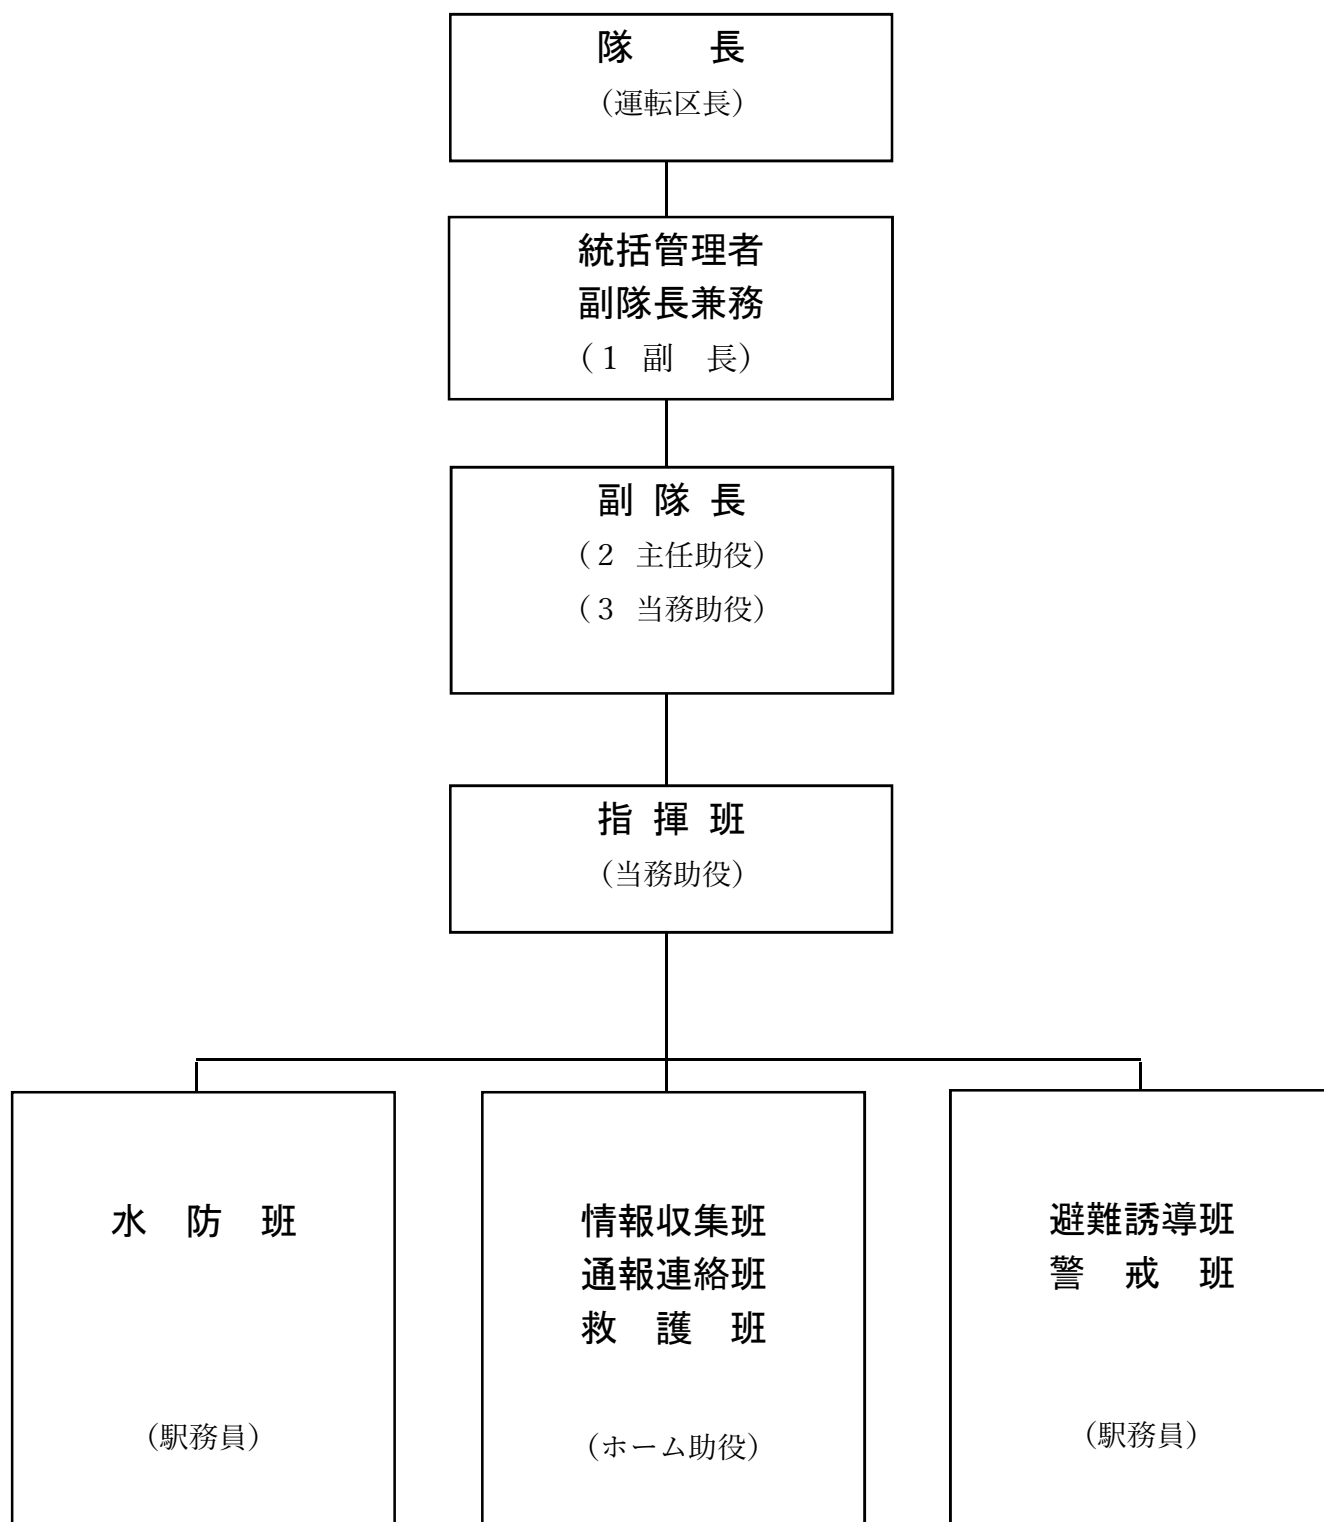 隊　　長
（運転区長）
統括管理者
副隊長兼務
（１ 副　長）
副 隊 長
（２ 主任助役）
（３ 当務助役）
指 揮 班
（当務助役）
水　防　班
（駅務員）
情報収集班
通報連絡班
救　護　班
（ホーム助役）
避難誘導班
警　戒　班
（駅務員）